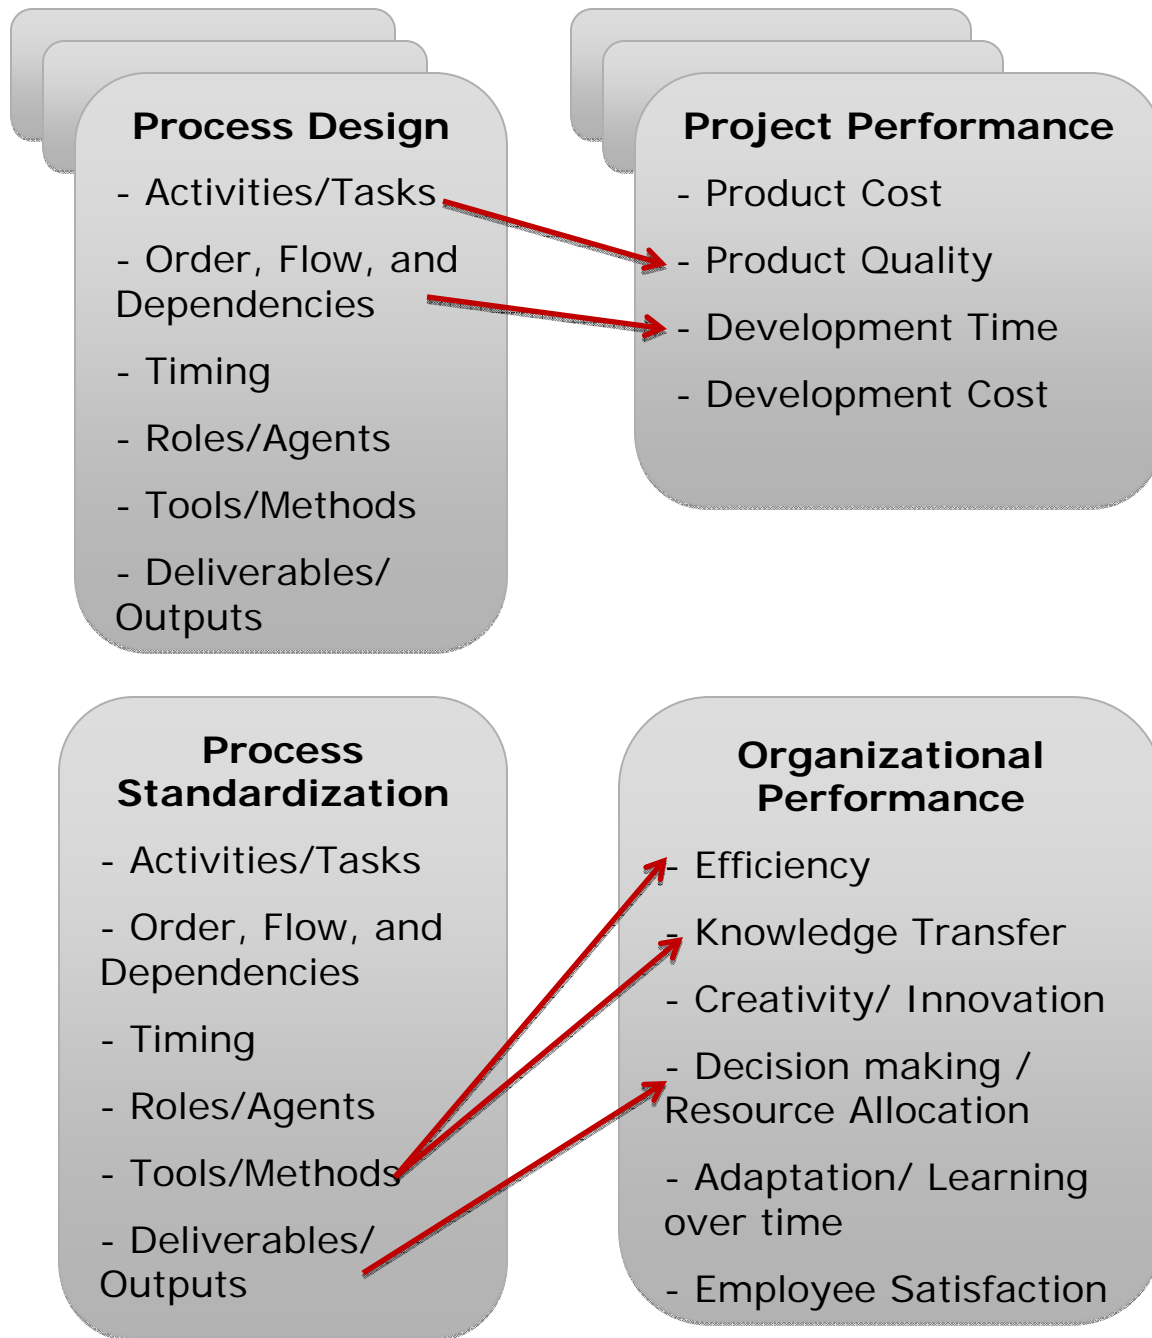 Process Design
- Activities/Tasks
- Order, Flow, and
Dependencies
- Timing
- Roles/Agents
- Tools/Methods
- Deliverables/
Outputs
Project Performance
- Product Cost
- Product Quality
- Development Time
- Development Cost
Process
Standardization
- Activities/Tasks
- Order, Flow, and
Dependencies
- Timing
- Roles/Agents
- Tools/Methods
- Deliverables/
Outputs
Organizational
Performance
- Efficiency
- Knowledge Transfer
- Creativity/ Innovation
- Decision making /
Resource Allocation
- Adaptation/ Learning
over time
- Employee Satisfaction